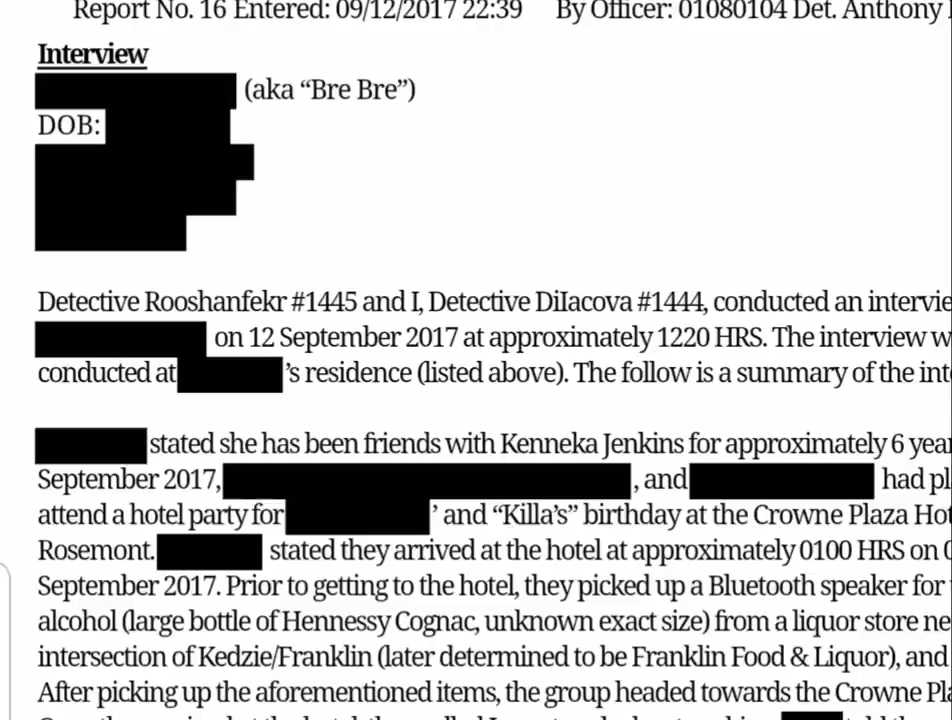 Report No. 16 Entered: 09/12/2017 22:39 By Officer: 01080104 Det. Anthony
Interview
(aka “Bre Bre”)
DOB:
Detective Rooshanfekr #1445 and I, Detective DiIacova #1444, conducted an intervie
on 12 September 2017 at approximately 1220 HRS. The interview w
conducted at ’s residence (listed above). The follow is a summary of the int
stated she has been friends with Kenneka Jenkins for approximately 6 yea
September 2017, , and had pl
attend a hotel party for ’ and “Killa’s” birthday at the Crowne Plaza Hot
Rosemont. stated they arrived at the hotel at approximately 0100 HRS on 0
September 2017. Prior to getting to the hotel, they picked up a Bluetooth speaker for
alcohol (large bottle of Hennessy Cognac, unknown exact size) from a liquor store ne
intersection of Kedzie/Franklin (later determined to be Franklin Food & Liquor), and
After picking up the aforementioned items, the group headed towards the Crowne Pla